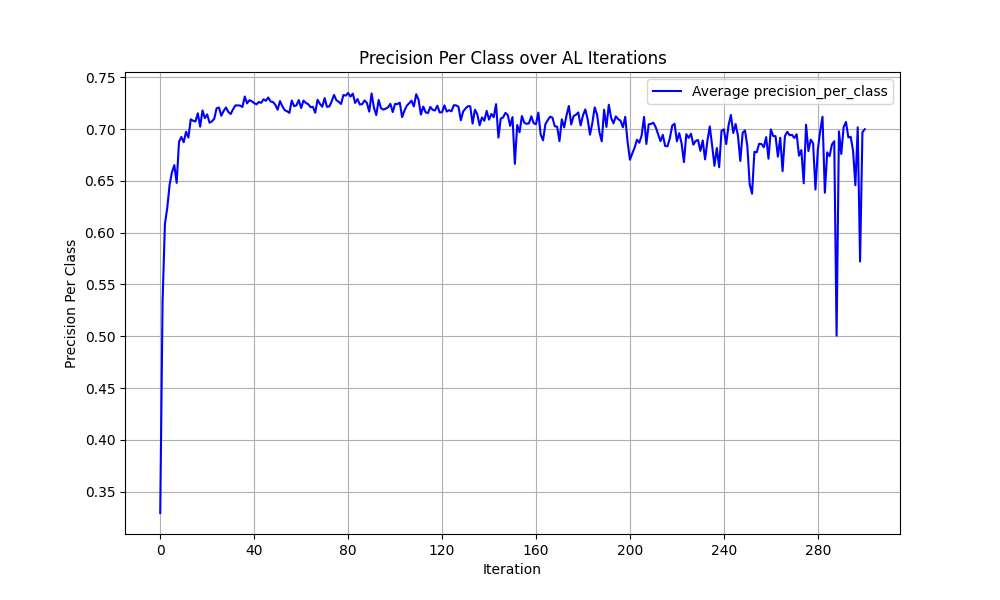 Precision Per Class over AL Iterations
Average precision_per_class
Precision Per Class
0.75
0.70
0.65
0.60
0.55
0.50
0.45
0.40
0.35
0 40 80 120 160 200 240 280
Iteration